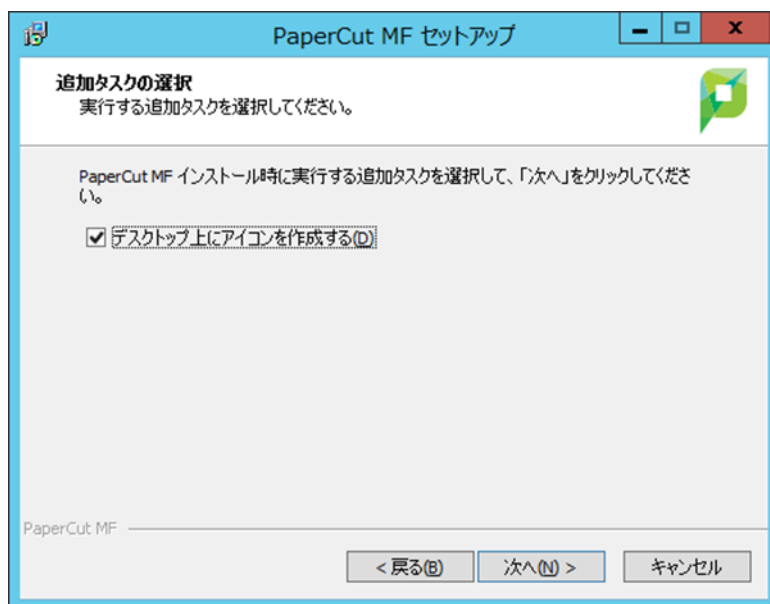 PaperCut MF セットアップ
追加タスクの選択
実行する追加タスクを選択してください。
PaperCut MF インストール時に実行する追加タスクを選択して、「次へ」をクリックしてくださ
い。
デスクトップ上にアイコンを作成する(D)
PaperCut MF
< 戻る(B)
次へ(N) >
キャンセル